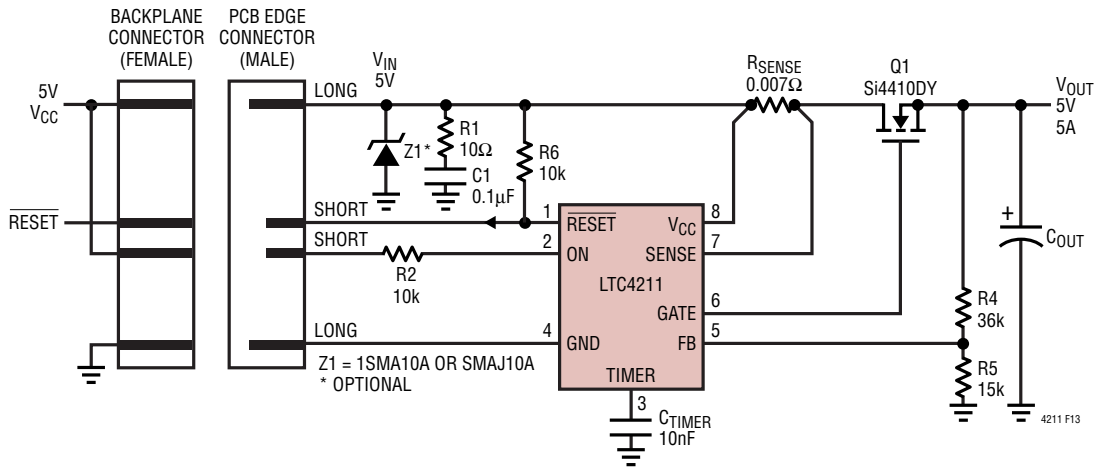 BACKPLANE
CONNECTOR
(FEMALE)
PCB EDGE
CONNECTOR
(MALE)
5V
VCC
RESET
LONG
VIN
5V
Z1*
R1
10Ω
C1
0.1µF
R6
10k
RSENSE
0.007Ω
Q1
Si4410DY
VOUT
5V
5A
SHORT
SHORT
R2
10k
LONG
Z1 = 1SMA10A OR SMAJ10A
* OPTIONAL
1
RESET
2
ON
4
GND
LTC4211
VCC
8
SENSE
7
GATE
6
FB
5
TIMER
3
CTIMER
10nF
+
COUT
R4
36k
R5
15k
4211 F13